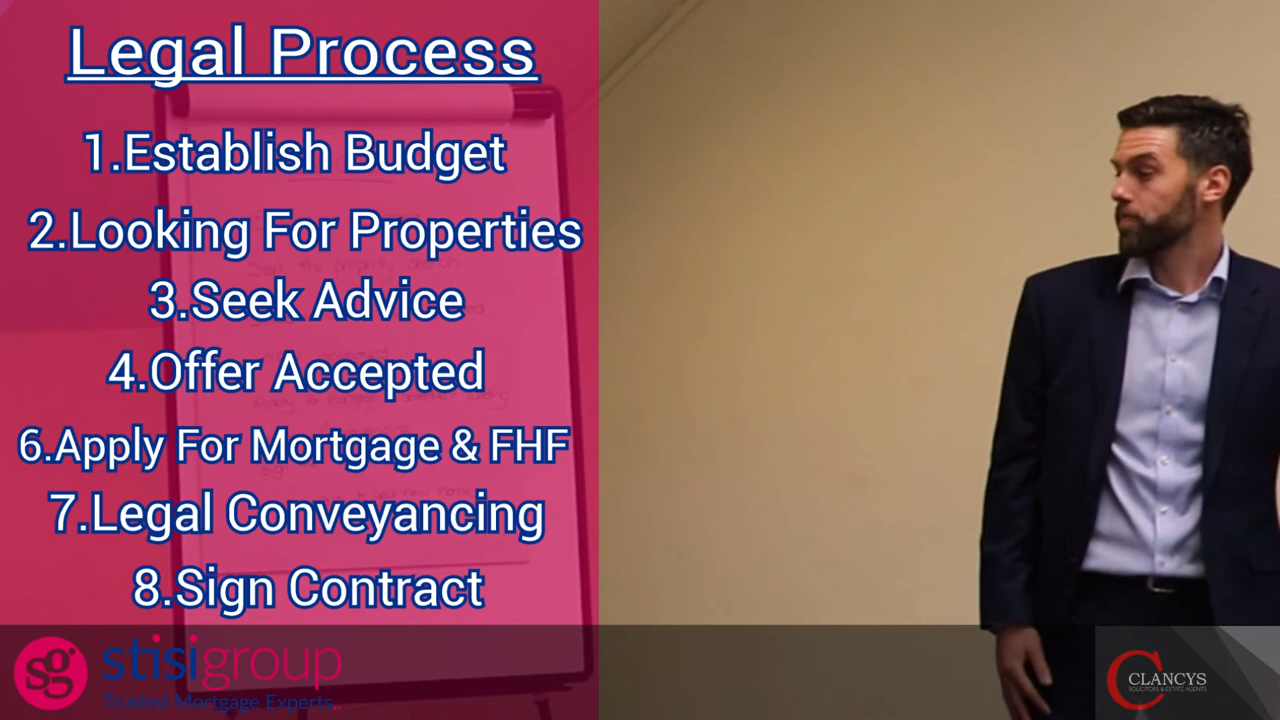 Legal Process
1.Establish Budget
2.Looking For Properties
3.Seek Advice
4.Offer Accepted
6.Apply For Mortgage & FHF
7.Legal Conveyancing
8.Sign Contract
sg
stisigroup
Trusted Mortgage Experts..
CLANCYS
SOLICITORS & ESTATE AGENTS